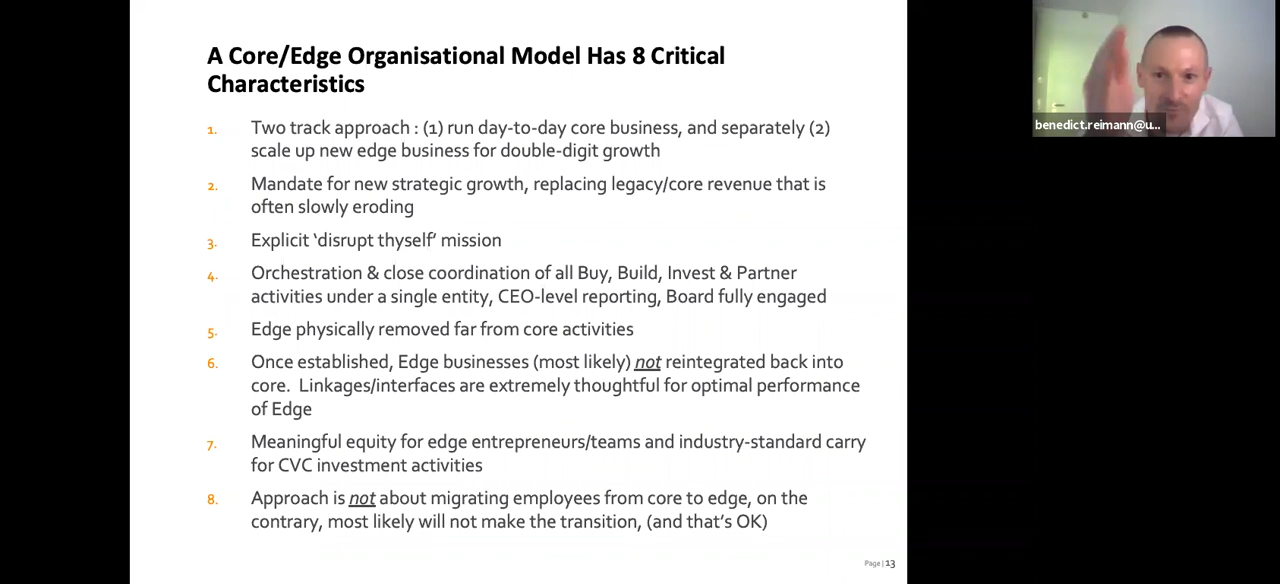 A Core/Edge Organisational Model Has 8 Critical
Characteristics
1. Two track approach : (1) run day-to-day core business, and separately (2)
scale up new edge business for double-digit growth
2. Mandate for new strategic growth, replacing legacy/core revenue that is
often slowly eroding
3. Explicit ‘disrupt thyself’ mission
4. Orchestration & close coordination of all Buy, Build, Invest & Partner
activities under a single entity, CEO-level reporting, Board fully engaged
5. Edge physically removed far from core activities
6. Once established, Edge businesses (most likely) not reintegrated back into
core. Linkages/interfaces are extremely thoughtful for optimal performance
of Edge
7. Meaningful equity for edge entrepreneurs/teams and industry-standard carry
for CVC investment activities
8. Approach is not about migrating employees from core to edge, on the
contrary, most likely will not make the transition, (and that’s OK)
Page | 13
benedict.reimann@u...